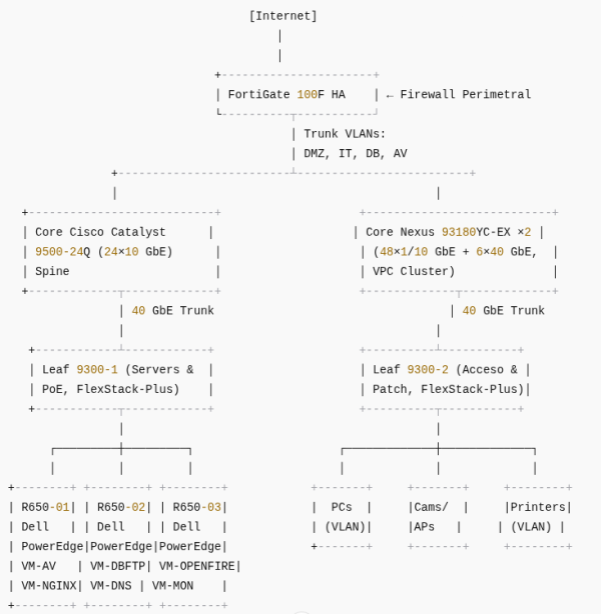 [Internet]
FortiGate 100F HA ← Firewall Perimetral
Trunk VLANs:
DMZ, IT, DB, AV
Core Cisco Catalyst
9500-24Q (24×10 GbE)
Spine
Core Nexus 93180YC-EX ×2
(48×1/10 GbE + 6×40 GbE,
VPC Cluster)
40 GbE Trunk
40 GbE Trunk
Leaf 9300-1 (Servers &
PoE, FlexStack-Plus)
Leaf 9300-2 (Acceso &
Patch, FlexStack-Plus)
R650-01 R650-02 R650-03
Dell Dell Dell
PowerEdge PowerEdge PowerEdge
VM-AV VM-DBFTP VM-OPENFIRE
VM-NGINX VM-DNS VM-MON
PCs Cams/ Printers
(VLAN) APs (VLAN)